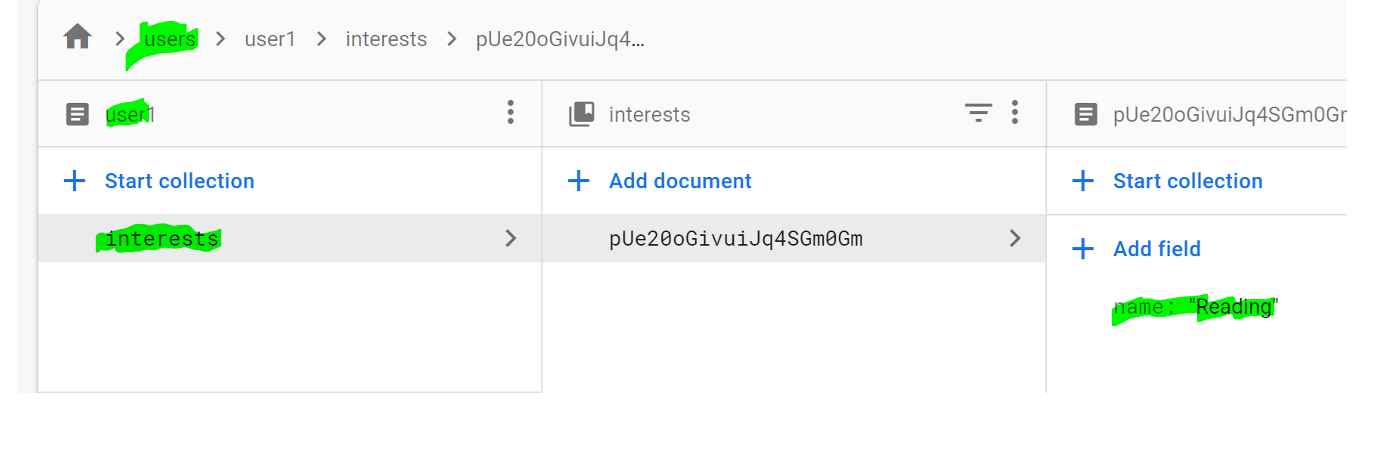 users > user1 > interests > pUe20oGivuiJq4...
user1
interests
pUe20oGivuiJq4SGm0Gr
+ Start collection
+ Add document
+ Start collection
interests
pUe20oGivuiJq4SGm0Gm
+ Add field
name: "Reading"